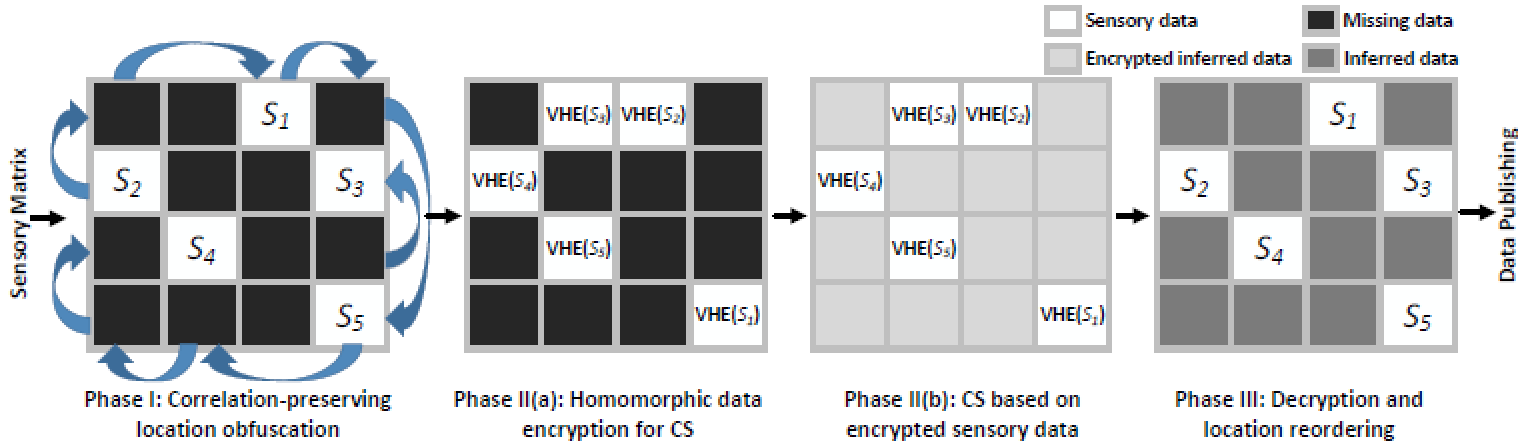 Sensory data
Missing data
Encrypted inferred data
Inferred data
Sensory Matrix
S1
S2
S3
S4
S5
VHE(S3)
VHE(S2)
VHE(S4)
VHE(S5)
VHE(S1)
VHE(S3)
VHE(S2)
VHE(S4)
VHE(S5)
VHE(S1)
S1
S2
S3
S4
S5
Data Publishing
Phase I: Correlation-preserving
location obfuscation
Phase II(a): Homomorphic data
encryption for CS
Phase II(b): CS based on
encrypted sensory data
Phase III: Decryption and
location reordering